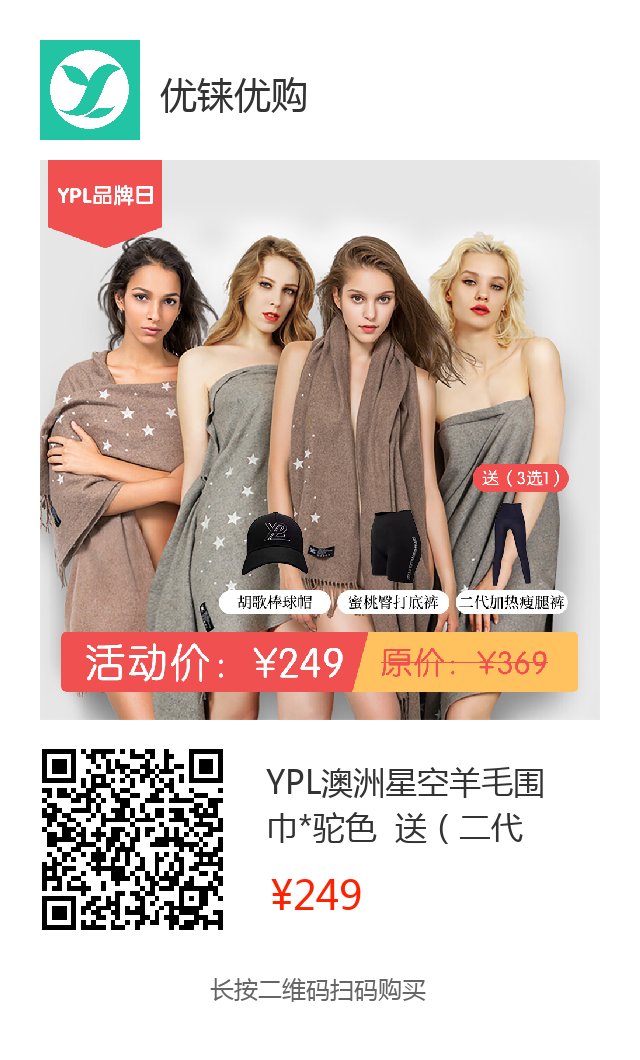 优铼优购
YPL品牌日
送（3选1）
胡歌棒球帽
蜜桃臀打底裤
二代加热瘦腿裤
活动价：¥249
原价：¥369
YPL澳洲星空羊毛围
巾*驼色 送（二代
¥249
长按二维码扫码购买